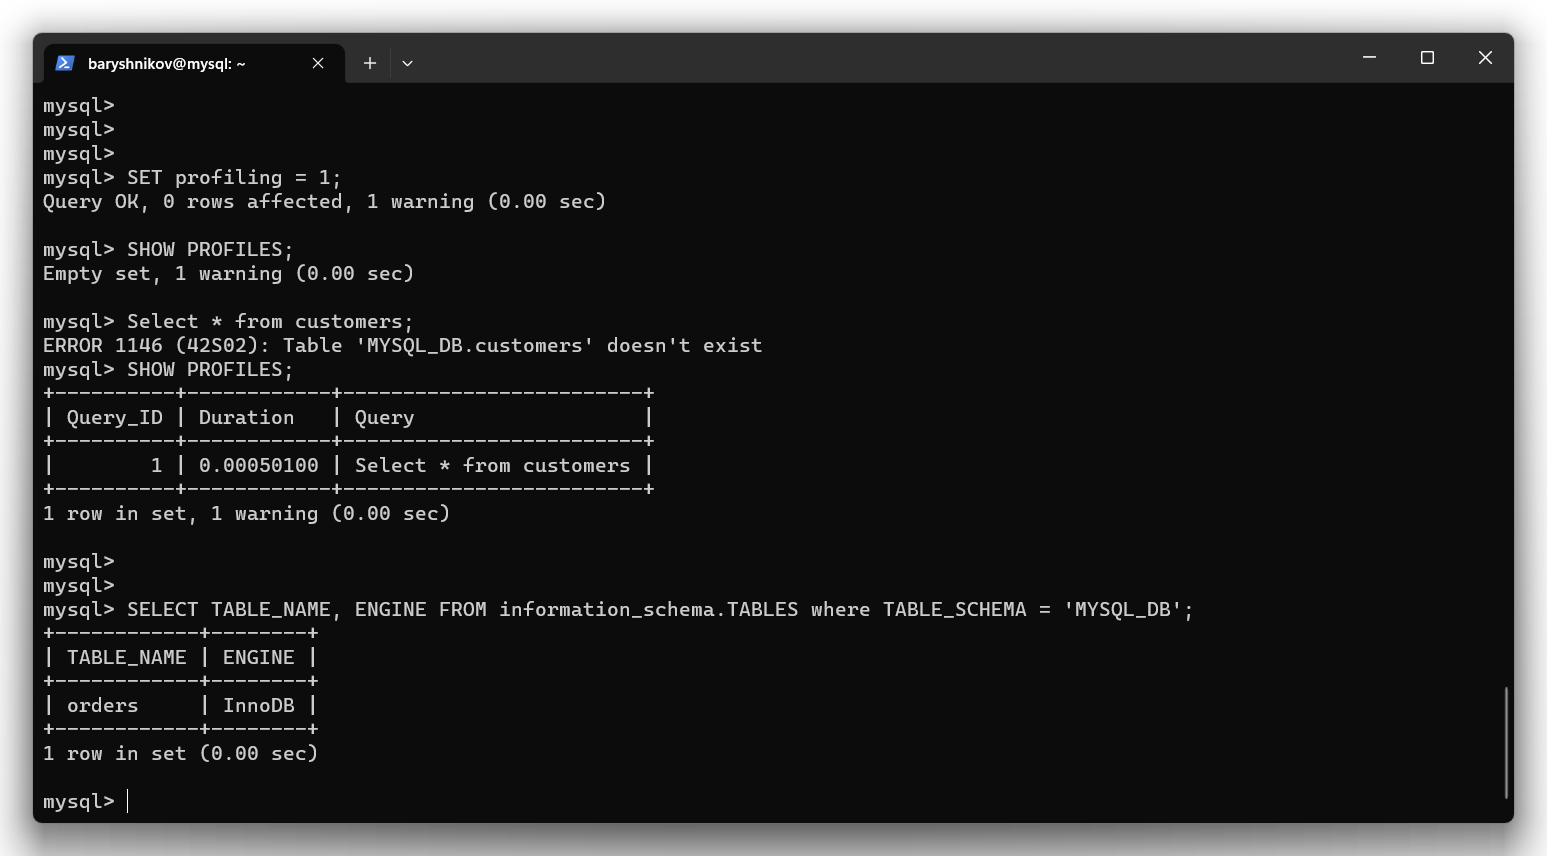 baryshnikov@mysql: ~
mysql>
mysql>
mysql>
mysql> SET profiling = 1;
Query OK, 0 rows affected, 1 warning (0.00 sec)
mysql> SHOW PROFILES;
Empty set, 1 warning (0.00 sec)
mysql> Select * from customers;
ERROR 1146 (42S02): Table 'MYSQL_DB.customers' doesn't exist
mysql> SHOW PROFILES;
+----------+------------+-------------------------+
| Query_ID | Duration   | Query                   |
+----------+------------+-------------------------+
|        1 | 0.00050100 | Select * from customers |
+----------+------------+-------------------------+
1 row in set, 1 warning (0.00 sec)
mysql>
mysql>
mysql> SELECT TABLE_NAME, ENGINE FROM information_schema.TABLES where TABLE_SCHEMA = 'MYSQL_DB';
+------------+--------+
| TABLE_NAME | ENGINE |
+------------+--------+
| orders     | InnoDB |
+------------+--------+
1 row in set (0.00 sec)
mysql>